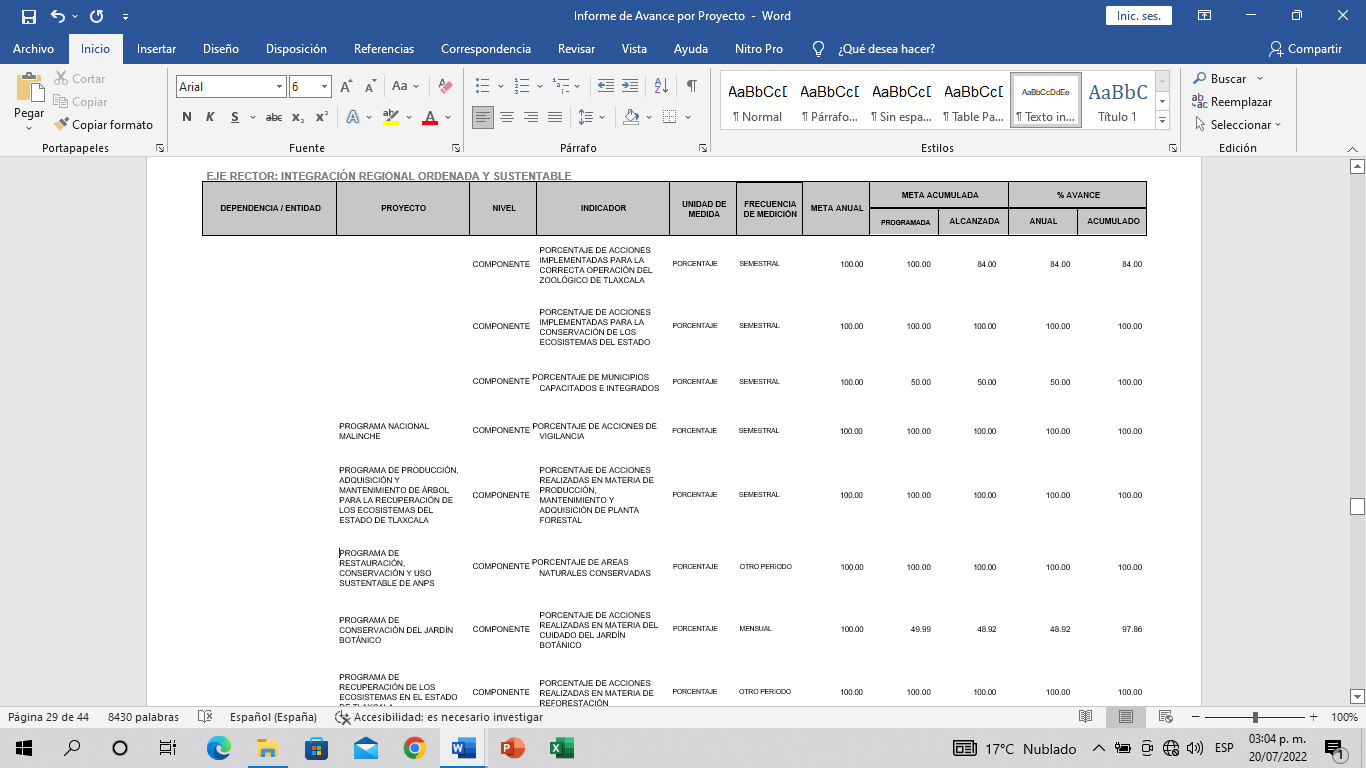 Informe de Avance por Proyecto - Word
Inic. ses.
Archivo Inicio Insertar Diseño Disposición Referencias Correspondencia Revisar Vista Ayuda Nitro Pro ¿Qué desea hacer? Compartir
Pegar
Cortar
Copiar
Copiar formato
Portapapeles
Arial 6
N K S abc x₂ x²
Fuente
Párrafo
AaBbCcDc AaBbCcDc AaBbCcDc AaBbCcDc AaBbCcDdEe AaBbC
¶ Normal ¶ Párrafo... ¶ Sin espa... ¶ Table Pa... ¶ Texto in... Título 1
Estilos
Buscar
Reemplazar
Seleccionar
Edición
EJE RECTOR: INTEGRACIÓN REGIONAL ORDENADA Y SUSTENTABLE
DEPENDENCIA / ENTIDAD PROYECTO NIVEL INDICADOR UNIDAD DE MEDIDA FRECUENCIA DE MEDICIÓN META ANUAL META ACUMULADA % AVANCE
PROGRAMADA ALCANZADA ANUAL ACUMULADO
PORCENTAJE DE ACCIONES
IMPLEMENTADAS PARA LA
COMPONENTE CORRECTA OPERACIÓN DEL PORCENTAJE SEMESTRAL 100.00 100.00 84.00 84.00 84.00
ZOOLÓGICO DE TLAXCALA
PORCENTAJE DE ACCIONES
IMPLEMENTADAS PARA LA
COMPONENTE CONSERVACIÓN DE LOS PORCENTAJE SEMESTRAL 100.00 100.00 100.00 100.00 100.00
ECOSISTEMAS DEL ESTADO
COMPONENTE PORCENTAJE DE MUNICIPIOS PORCENTAJE SEMESTRAL 100.00 50.00 50.00 50.00 100.00
CAPACITADOS E INTEGRADOS
PROGRAMA NACIONAL COMPONENTE PORCENTAJE DE ACCIONES DE PORCENTAJE SEMESTRAL 100.00 100.00 100.00 100.00 100.00
MALINCHE VIGILANCIA
PROGRAMA DE PRODUCCIÓN, PORCENTAJE DE ACCIONES
ADQUISICIÓN Y REALIZADAS EN MATERIA DE
MANTENIMIENTO DE ÁRBOL PRODUCCIÓN,
PARA LA RECUPERACIÓN DE COMPONENTE MANTENIMIENTO Y PORCENTAJE SEMESTRAL 100.00 100.00 100.00 100.00 100.00
LOS ECOSISTEMAS DEL ADQUISICIÓN DE PLANTA
ESTADO DE TLAXCALA FORESTAL
PROGRAMA DE
RESTAURACIÓN, COMPONENTE PORCENTAJE DE AREAS PORCENTAJE OTRO PERIODO 100.00 100.00 100.00 100.00 100.00
CONSERVACIÓN Y USO NATURALES CONSERVADAS
SUSTENTABLE DE ANPS
PORCENTAJE DE ACCIONES
PROGRAMA DE REALIZADAS EN MATERIA DEL
CONSERVACIÓN DEL JARDÍN COMPONENTE CUIDADO DEL JARDÍN PORCENTAJE MENSUAL 100.00 49.99 48.92 48.92 97.86
BOTÁNICO BOTÁNICO
PROGRAMA DE PORCENTAJE DE ACCIONES
RECUPERACIÓN DE LOS COMPONENTE REALIZADAS EN MATERIA DE PORCENTAJE OTRO PERIODO 100.00 100.00 100.00 100.00 100.00
ECOSISTEMAS EN EL ESTADO REFORESTACIÓN
DE TLAXCALA
Página 29 de 44 8430 palabras Español (España) Accesibilidad: es necesario investigar 100%
17°C Nublado ESP 03:04 p. m.
20/07/2022
1